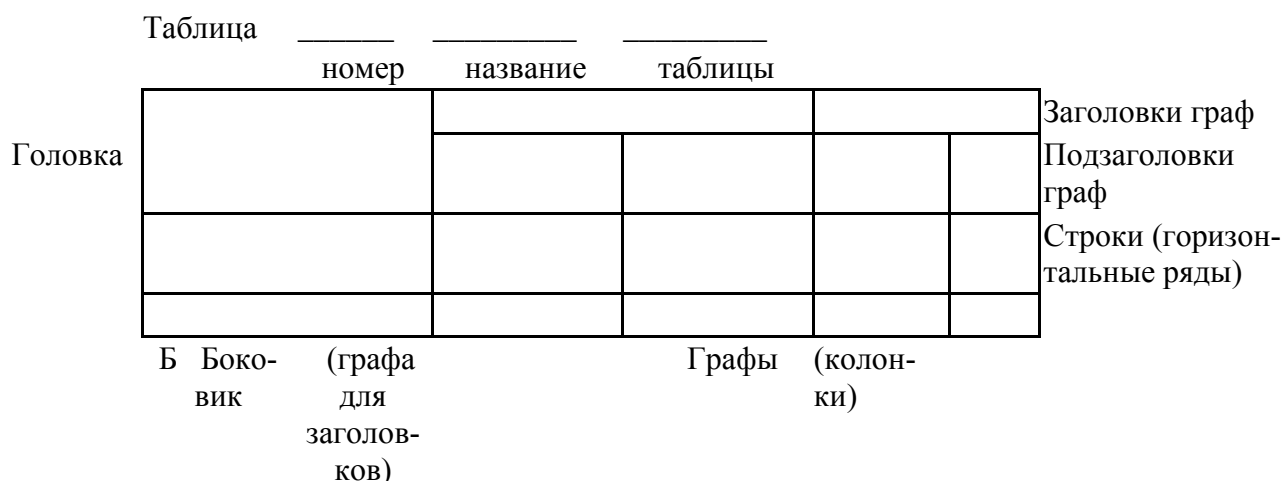 Таблица ______ _________ _________
номер название таблицы
Заголовки граф
Головка Подзаголовки
граф
Строки (горизон-
тальные ряды)
Б Боко- (графа Графы (колон-
вик для ки)
заголов-
ков)